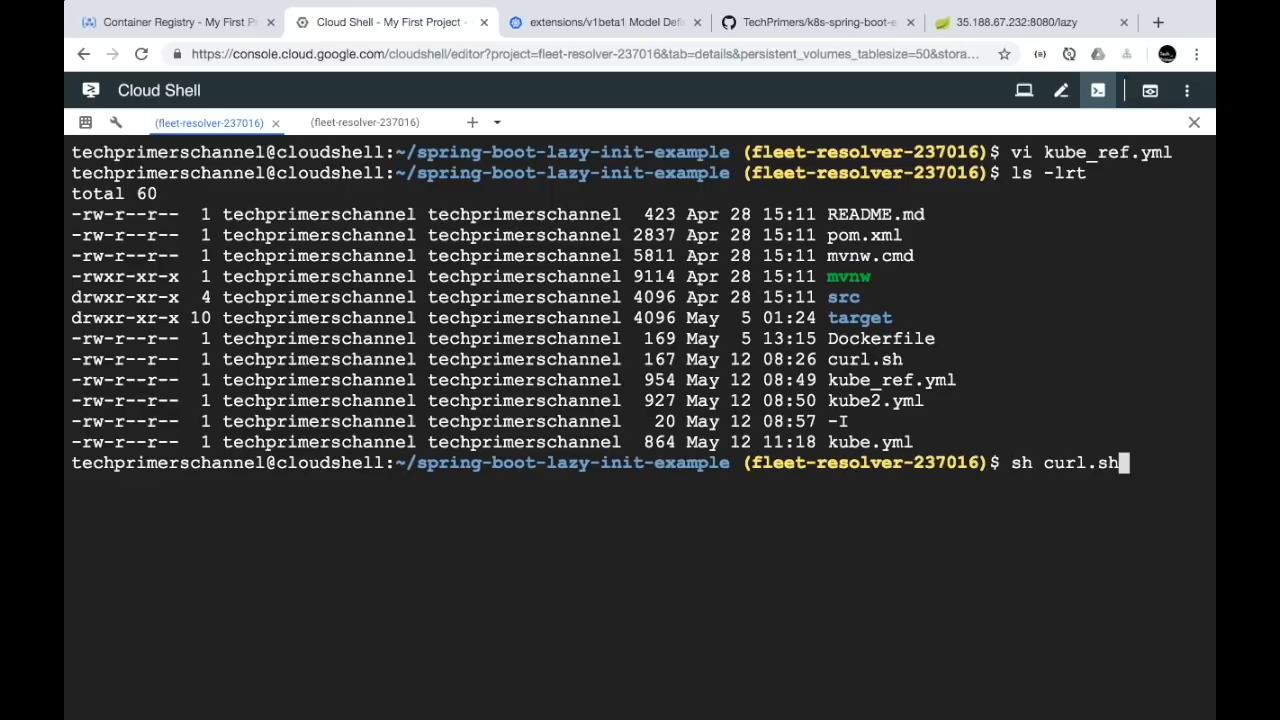 Container Registry - My First P
Cloud Shell - My First Project -
extensions/v1beta1 Model Defi
TechPrimers/k8s-spring-boot-e
35.188.67.232:8080/lazy
https://console.cloud.google.com/cloudshell/editor?project=fleet-resolver-237016&tab=details&persistent_volumes_tablesize=50&stora...
Cloud Shell
(fleet-resolver-237016)
(fleet-resolver-237016)
techprimerschannel@cloudshell:~/spring-boot-lazy-init-example (fleet-resolver-237016)$ vi kube_ref.yml
techprimerschannel@cloudshell:~/spring-boot-lazy-init-example (fleet-resolver-237016)$ ls -lrt
total 60
-rw-r--r-- 1 techprimerschannel techprimerschannel 423 Apr 28 15:11 README.md
-rw-r--r-- 1 techprimerschannel techprimerschannel 2837 Apr 28 15:11 pom.xml
-rw-r--r-- 1 techprimerschannel techprimerschannel 5811 Apr 28 15:11 mvnw.cmd
-rwxr-xr-x 1 techprimerschannel techprimerschannel 9114 Apr 28 15:11 mvnw
drwxr-xr-x 4 techprimerschannel techprimerschannel 4096 Apr 28 15:11 src
drwxr-xr-x 10 techprimerschannel techprimerschannel 4096 May 5 01:24 target
-rw-r--r-- 1 techprimerschannel techprimerschannel 169 May 5 13:15 Dockerfile
-rw-r--r-- 1 techprimerschannel techprimerschannel 167 May 12 08:26 curl.sh
-rw-r--r-- 1 techprimerschannel techprimerschannel 954 May 12 08:49 kube_ref.yml
-rw-r--r-- 1 techprimerschannel techprimerschannel 927 May 12 08:50 kube2.yml
-rw-r--r-- 1 techprimerschannel techprimerschannel 20 May 12 08:57 -I
-rw-r--r-- 1 techprimerschannel techprimerschannel 864 May 12 11:18 kube.yml
techprimerschannel@cloudshell:~/spring-boot-lazy-init-example (fleet-resolver-237016)$ sh curl.sh